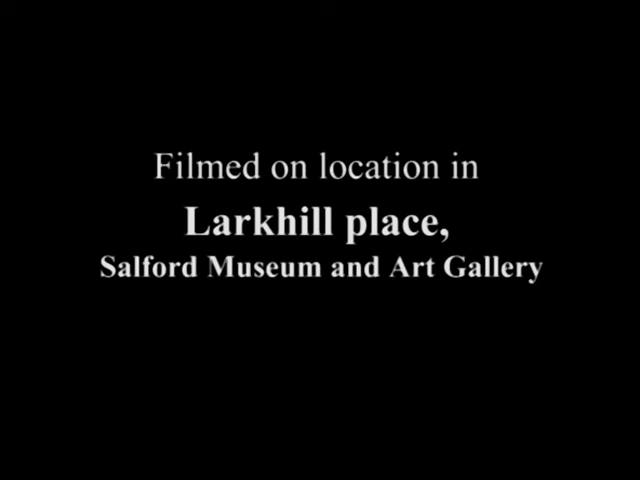 Filmed on location in
Larkhill place,
Salford Museum and Art Gallery